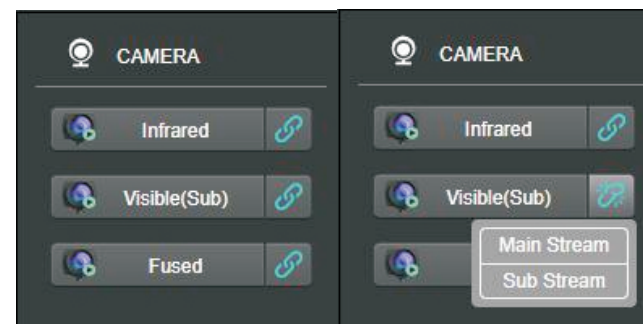 CAMERA
Infrared
Visible(Sub)
Fused
CAMERA
Infrared
Visible(Sub)
Main Stream
Sub Stream